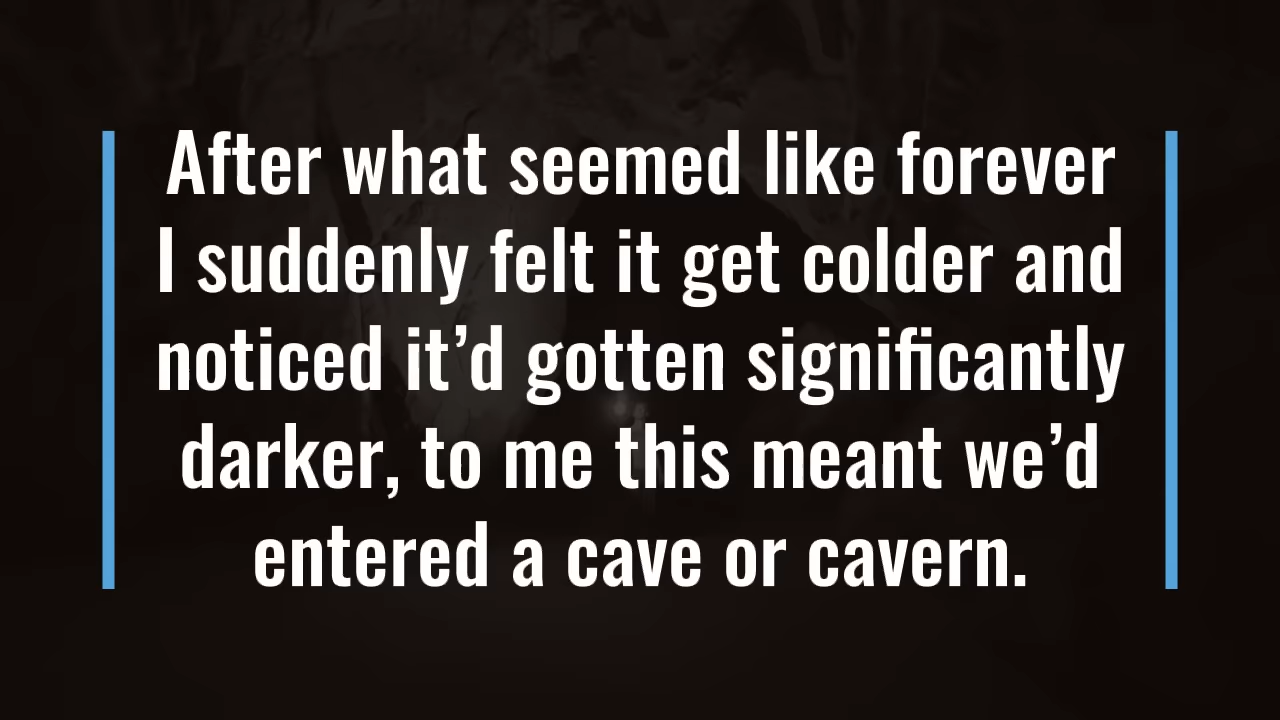 After what seemed like forever
I suddenly felt it get colder and
noticed it’d gotten significantly
darker, to me this meant we’d
entered a cave or cavern.